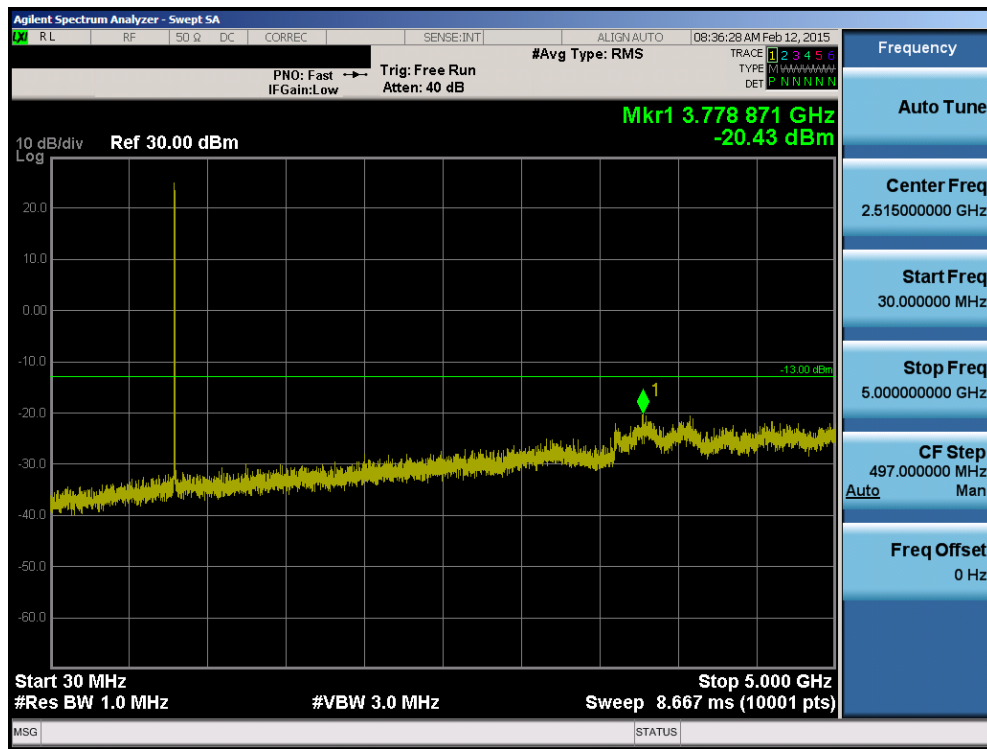 Agilent Spectrum Analyzer - Swept SA
LXI RL RF 50 Ω DC CORREC SENSE:INT ALIGN AUTO 08:36:28 AM Feb 12, 2015
#Avg Type: RMS TRACE 1 2 3 4 5 6
PNO: Fast Trig: Free Run TYPE M W W W W W
IFGain:Low Atten: 40 dB DET P N N N N N
Mkr1 3.778 871 GHz
-20.43 dBm
10 dB/div Ref 30.00 dBm
Log
20.0
10.0
0.00
-10.0
-13.00 dBm
1
-20.0
-30.0
-40.0
-50.0
-60.0
Start 30 MHz Stop 5.000 GHz
#Res BW 1.0 MHz #VBW 3.0 MHz Sweep 8.667 ms (10001 pts)
MSG STATUS
Frequency
Auto Tune
Center Freq
2.515000000 GHz
Start Freq
30.000000 MHz
Stop Freq
5.000000000 GHz
CF Step
497.000000 MHz
Auto Man
Freq Offset
0 Hz